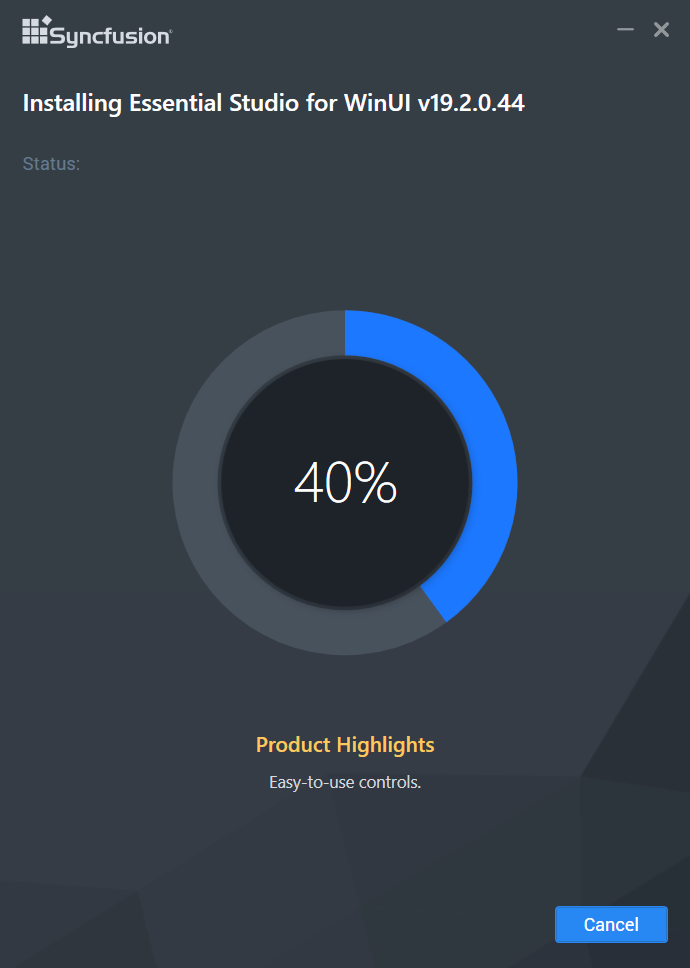 Syncfusion®
Installing Essential Studio for WinUI v19.2.0.44
Status:
40%
Product Highlights
Easy-to-use controls.
Cancel